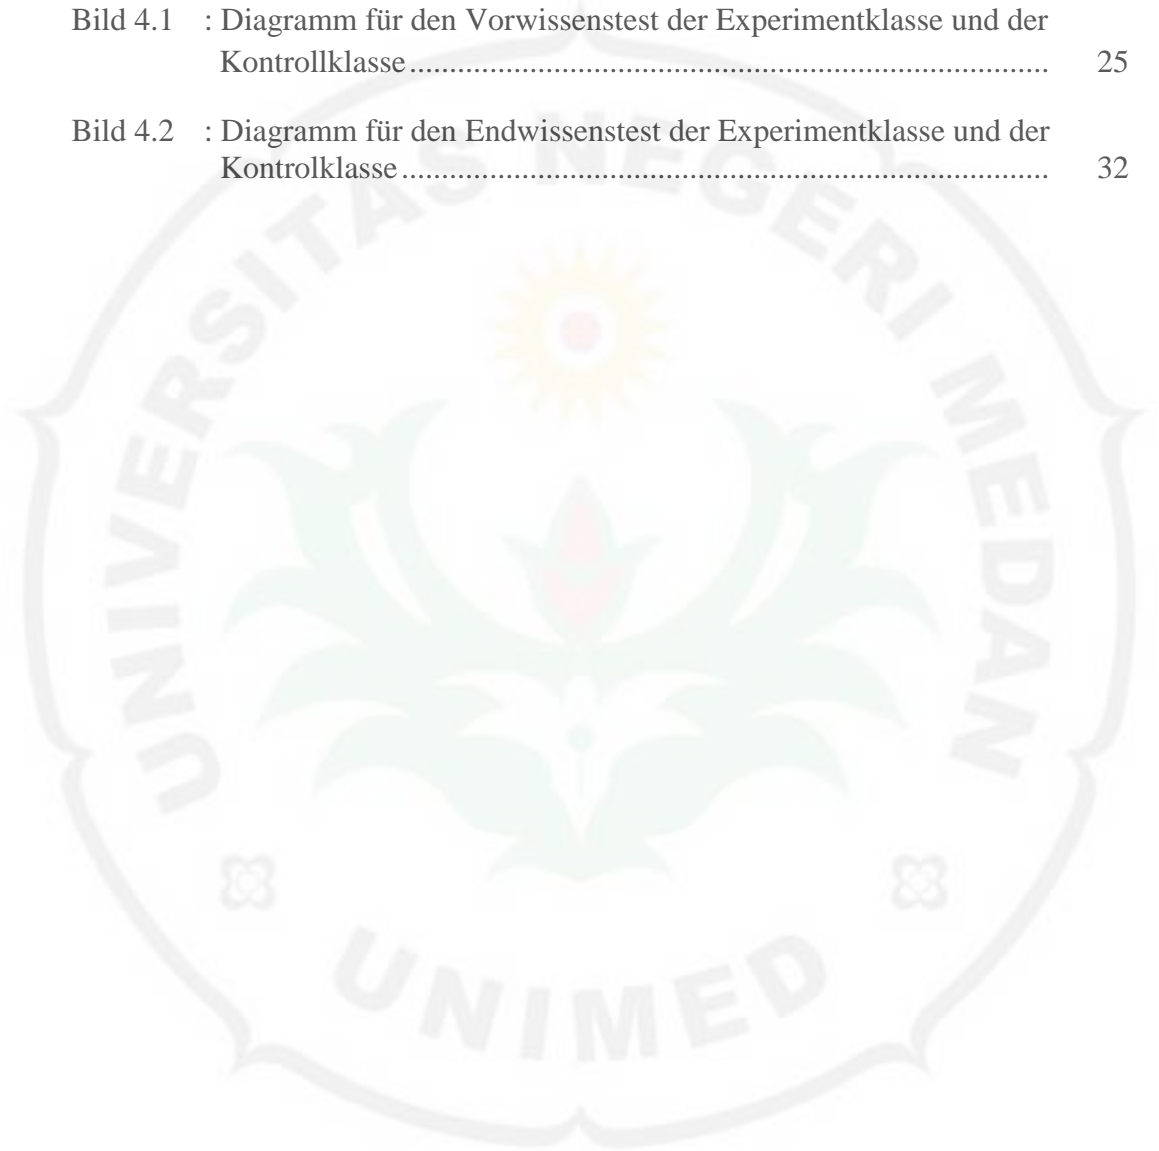 Bild 4.1 : Diagramm für den Vorwissenstest der Experimentklasse und der
Kontrollklasse................................................................................ 25
Bild 4.2 : Diagramm für den Endwissenstest der Experimentklasse und der
Kontrolklasse................................................................................. 32
UNIVERSITAS NEGERI MEDAN
UNIMED